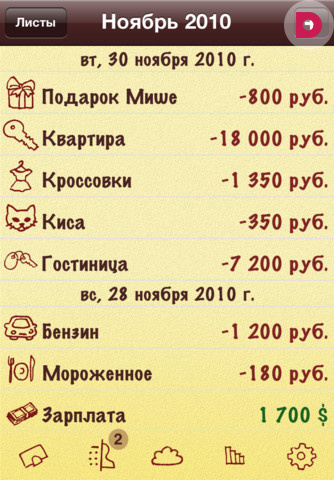 Листы Ноябрь 2010
вт, 30 ноября 2010 г.
Подарок Мише -800 руб.
Квартира -18 000 руб.
Кроссовки -1 350 руб.
Киса -350 руб.
Гостиница -7 200 руб.
вс, 28 ноября 2010 г.
Бензин -1 200 руб.
Мороженное -180 руб.
Зарплата 1 700 $
2